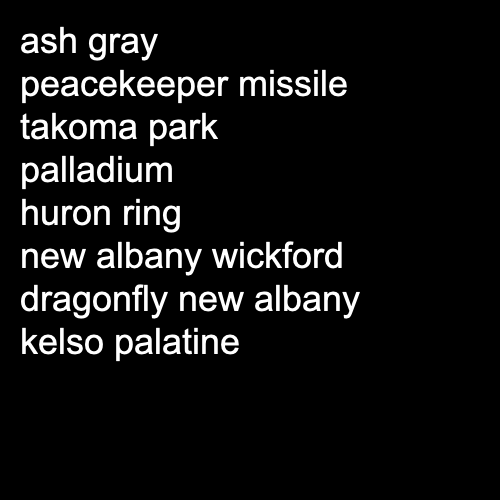 ash gray
peacekeeper missile
takoma park
palladium
huron ring
new albany wickford
dragonfly new albany
kelso palatine